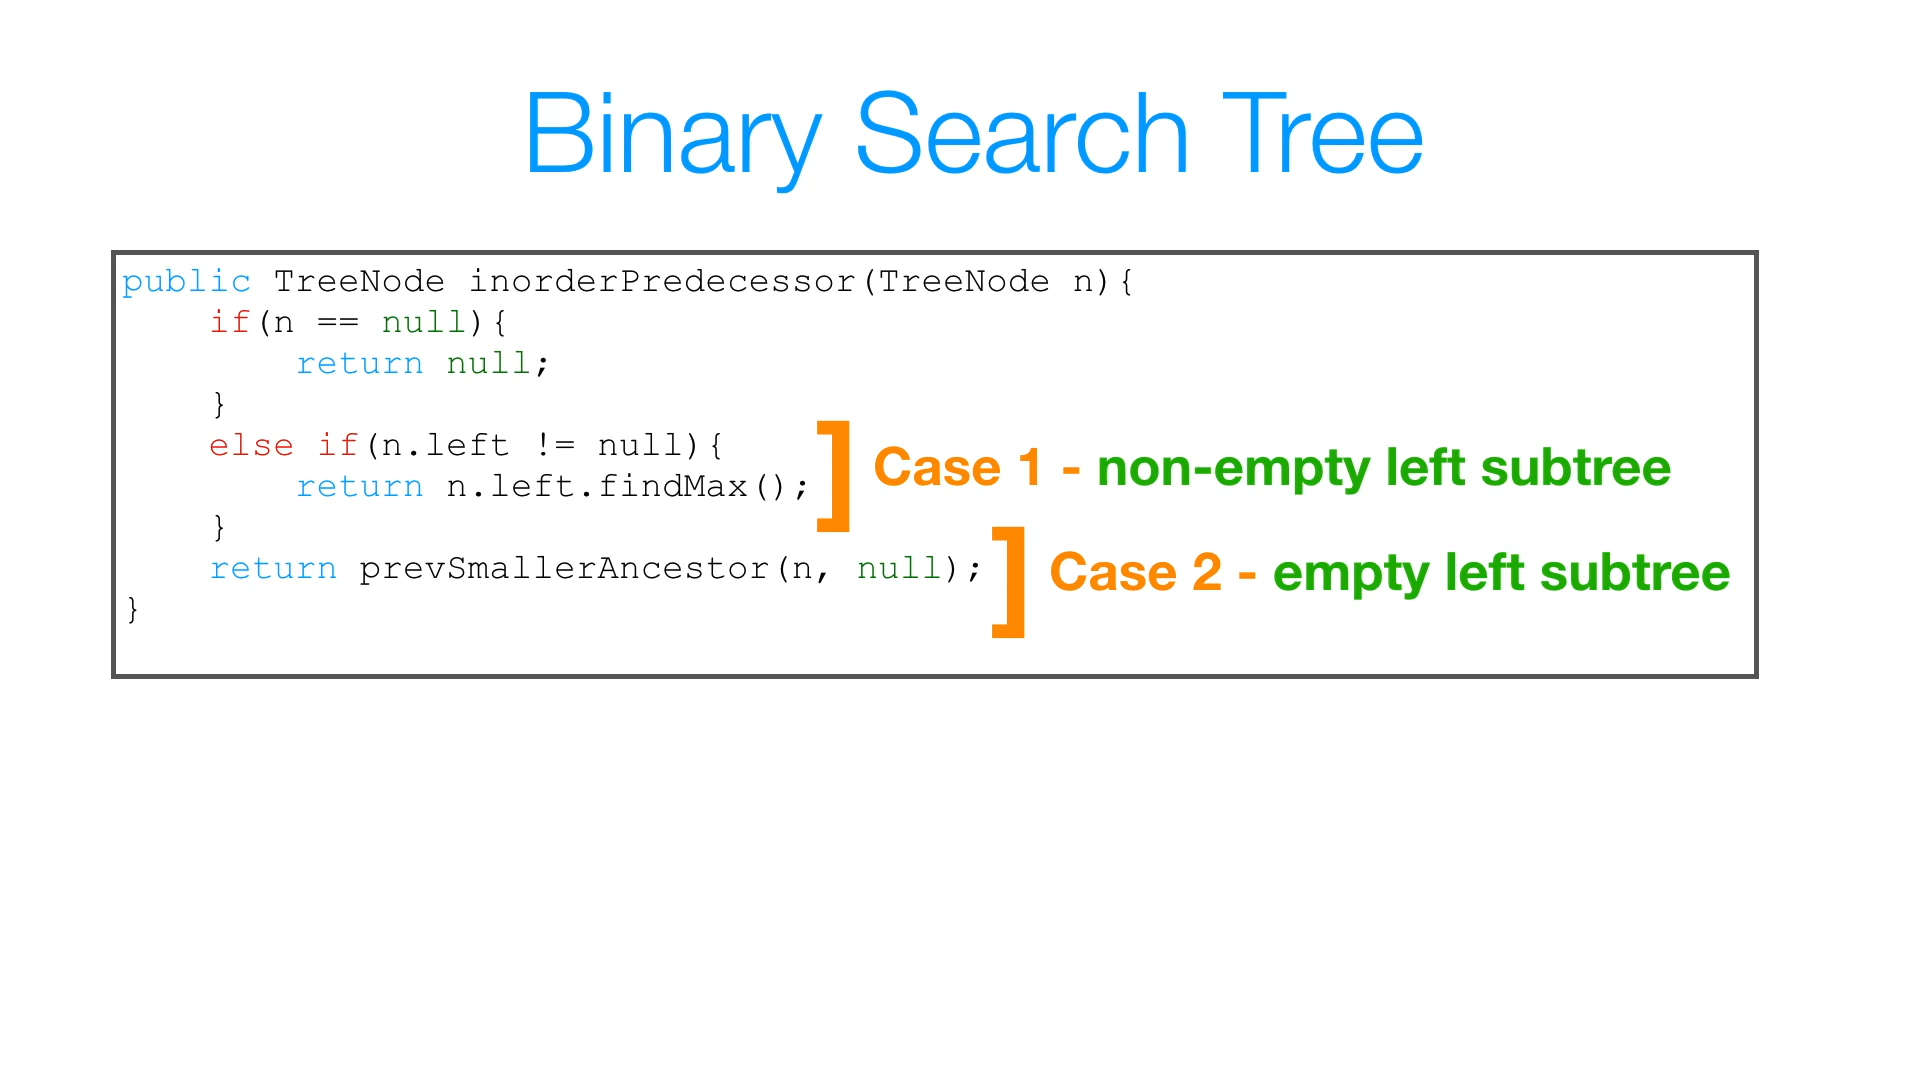 Binary Search Tree
public TreeNode inorderPredecessor(TreeNode n){
if(n == null){
return null;
}
else if(n.left != null){
return n.left.findMax();
] Case 1 - non-empty left subtree
}
return prevSmallerAncestor(n, null);
] Case 2 - empty left subtree
}